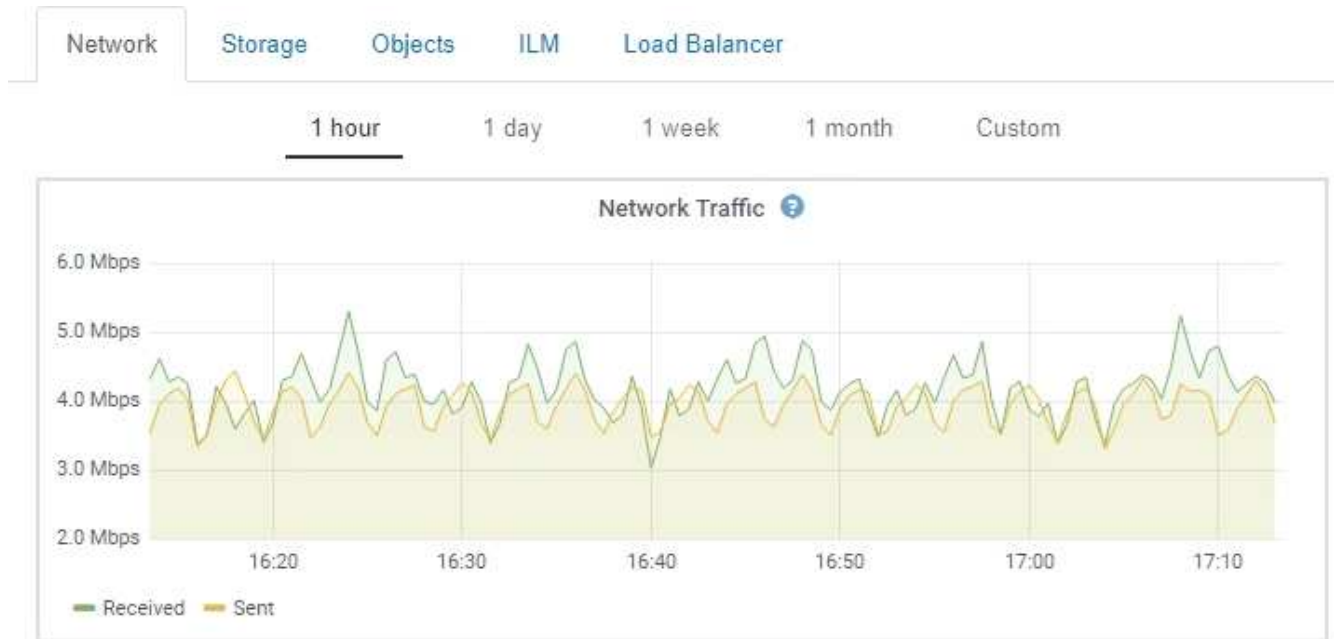 Network Storage Objects ILM Load Balancer
1 hour 1 day 1 week 1 month Custom
Network Traffic ?
6.0 Mbps
5.0 Mbps
4.0 Mbps
3.0 Mbps
2.0 Mbps
16:20 16:30 16:40 16:50 17:00 17:10
Received Sent